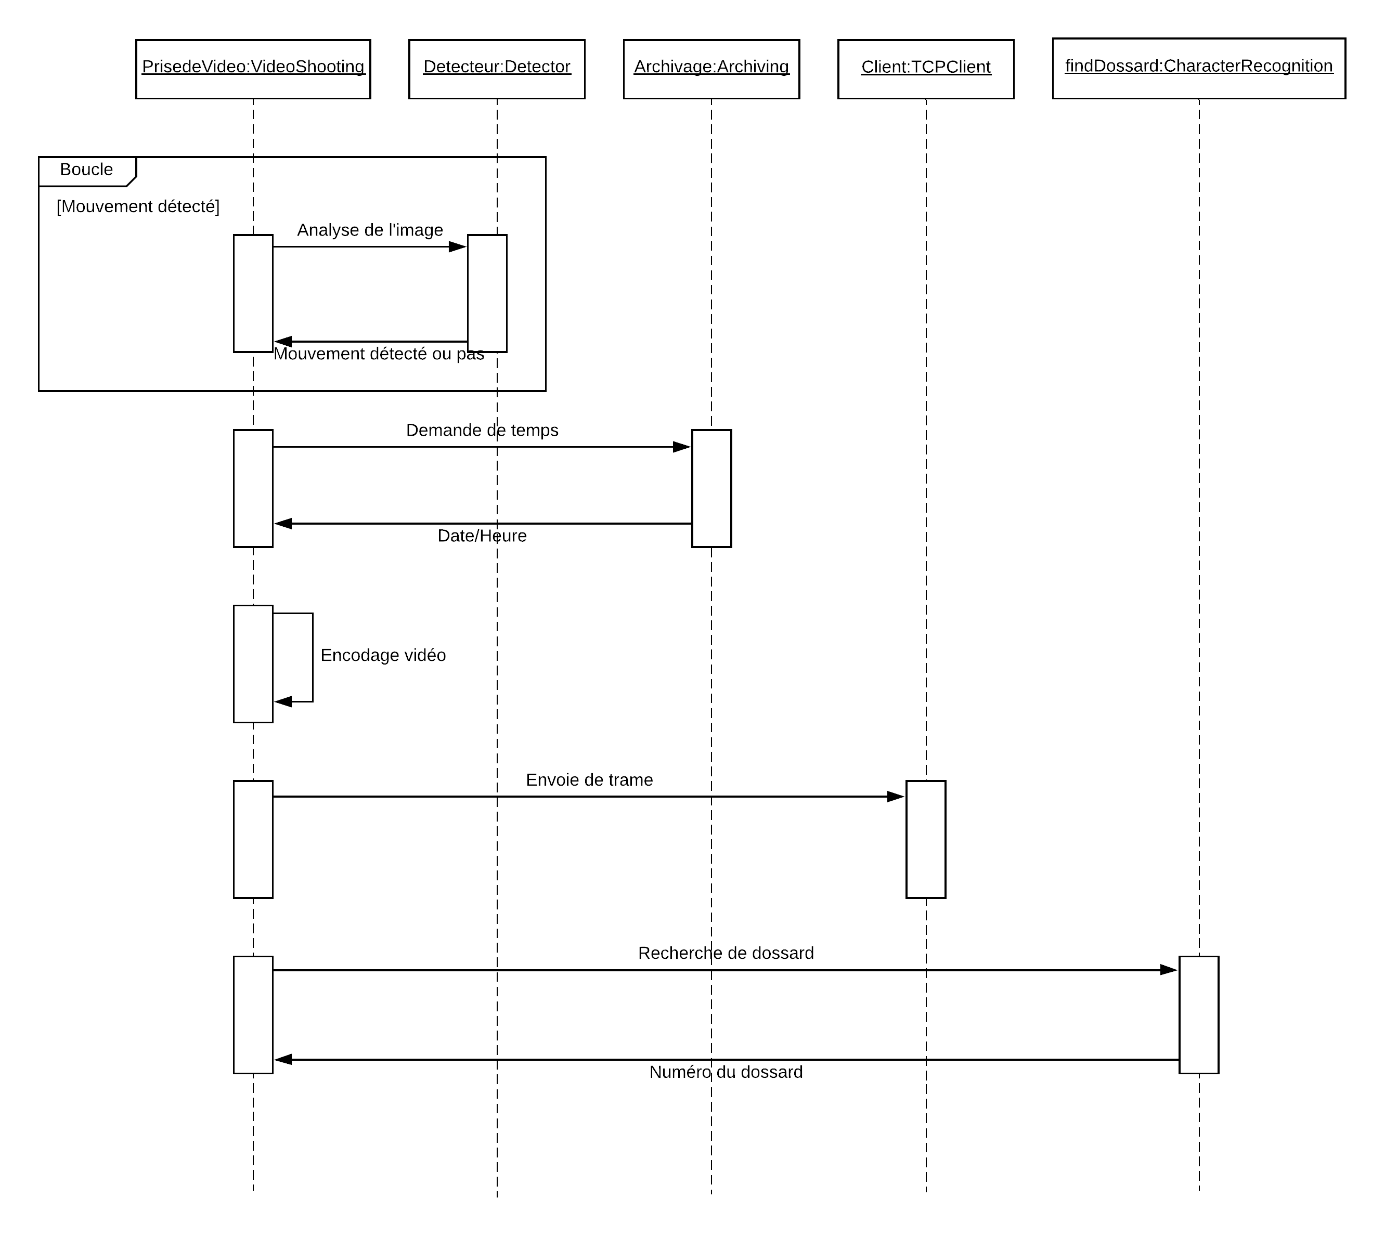 PrisedeVideo:VideoShooting
Detecteur:Detector
Archivage:Archiving
Client:TCPClient
findDossard:CharacterRecognition
Boucle
[Mouvement détecté]
Analyse de l'image
Mouvement détecté ou pas
Demande de temps
Date/Heure
Encodage vidéo
Envoie de trame
Recherche de dossard
Numéro du dossard